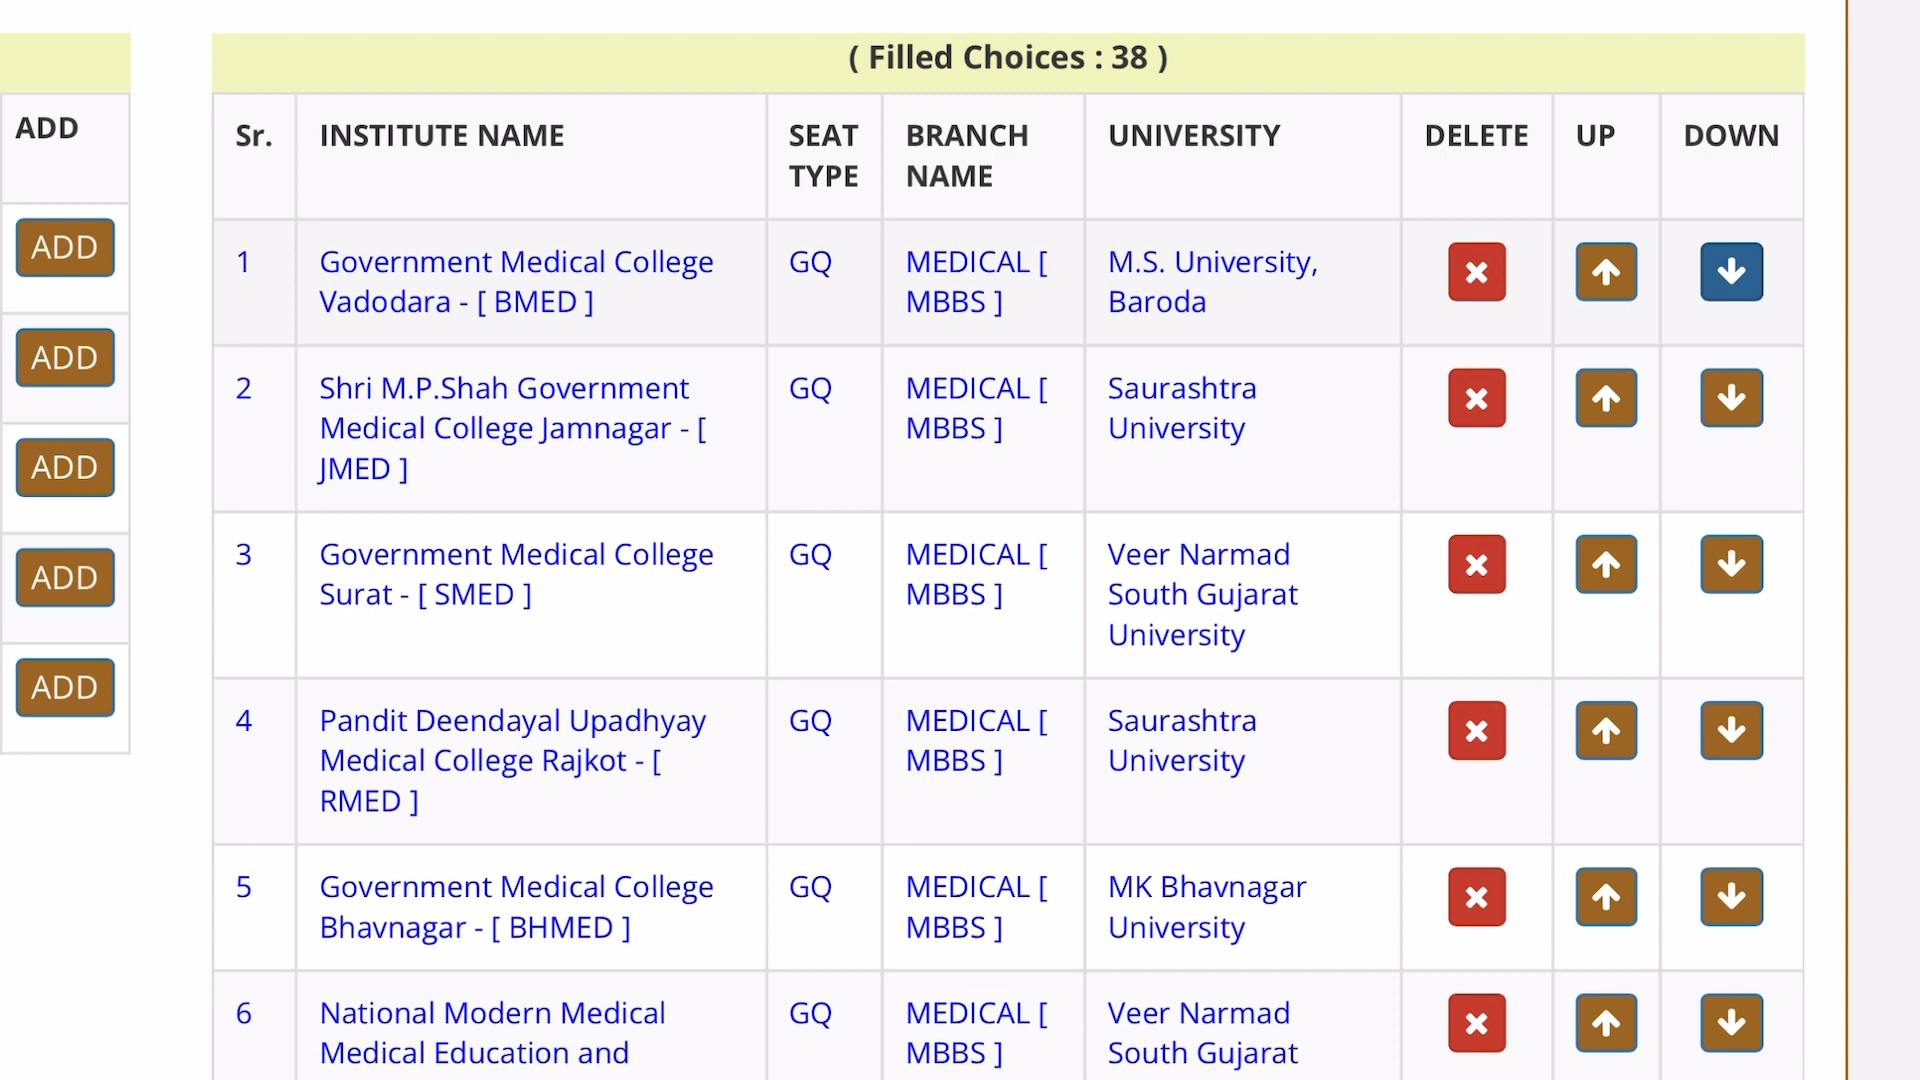 ( Filled Choices : 38 )
ADD
Sr.
INSTITUTE NAME
SEAT
TYPE
BRANCH
NAME
UNIVERSITY
DELETE
UP
DOWN
ADD
1
Government Medical College
Vadodara - [ BMED ]
GQ
MEDICAL [
MBBS ]
M.S. University,
Baroda
ADD
2
Shri M.P.Shah Government
Medical College Jamnagar - [
JMED ]
GQ
MEDICAL [
MBBS ]
Saurashtra
University
ADD
3
Government Medical College
Surat - [ SMED ]
GQ
MEDICAL [
MBBS ]
Veer Narmad
South Gujarat
University
ADD
4
Pandit Deendayal Upadhyay
Medical College Rajkot - [
RMED ]
GQ
MEDICAL [
MBBS ]
Saurashtra
University
ADD
5
Government Medical College
Bhavnagar - [ BHMED ]
GQ
MEDICAL [
MBBS ]
MK Bhavnagar
University
6
National Modern Medical
Medical Education and
GQ
MEDICAL [
MBBS ]
Veer Narmad
South Gujarat